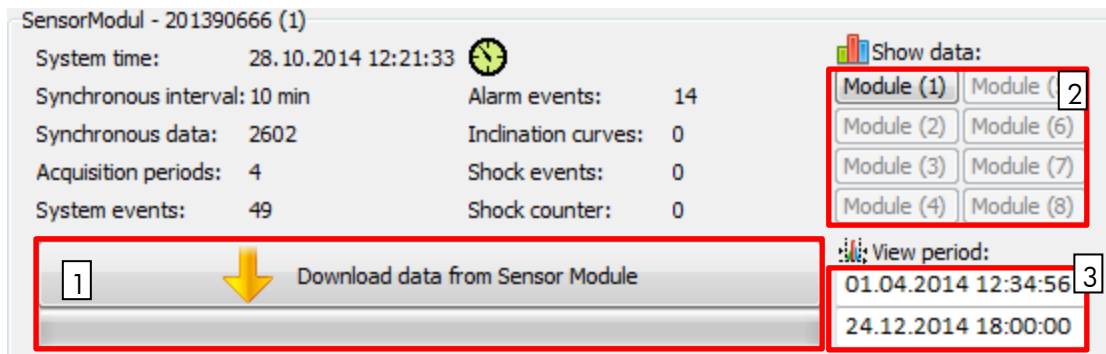 SensorModul - 201390666 (1)
System time: 28.10.2014 12:21:33
Synchronous interval: 10 min Alarm events: 14
Synchronous data: 2602 Inclination curves: 0
Acquisition periods: 4 Shock events: 0
System events: 49 Shock counter: 0
1 Download data from Sensor Module
Show data:
Module (1) Module ( 2
Module (2) Module (6)
Module (3) Module (7)
Module (4) Module (8)
View period:
01.04.2014 12:34:56 3
24.12.2014 18:00:00